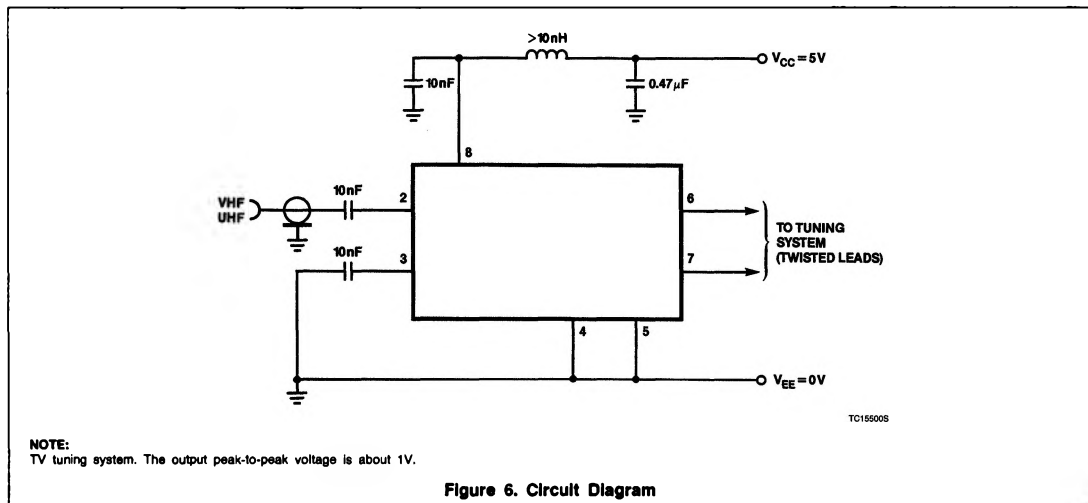 >10nH
V_CC=5V
10nF
0.47μF
8
10nF
2
VHF
UHF
6
TO TUNING
SYSTEM
(TWISTED LEADS)
10nF
3
7
4
5
V_EE=0V
TC15500S
NOTE:
TV tuning system. The output peak-to-peak voltage is about 1V.
Figure 6. Circuit Diagram